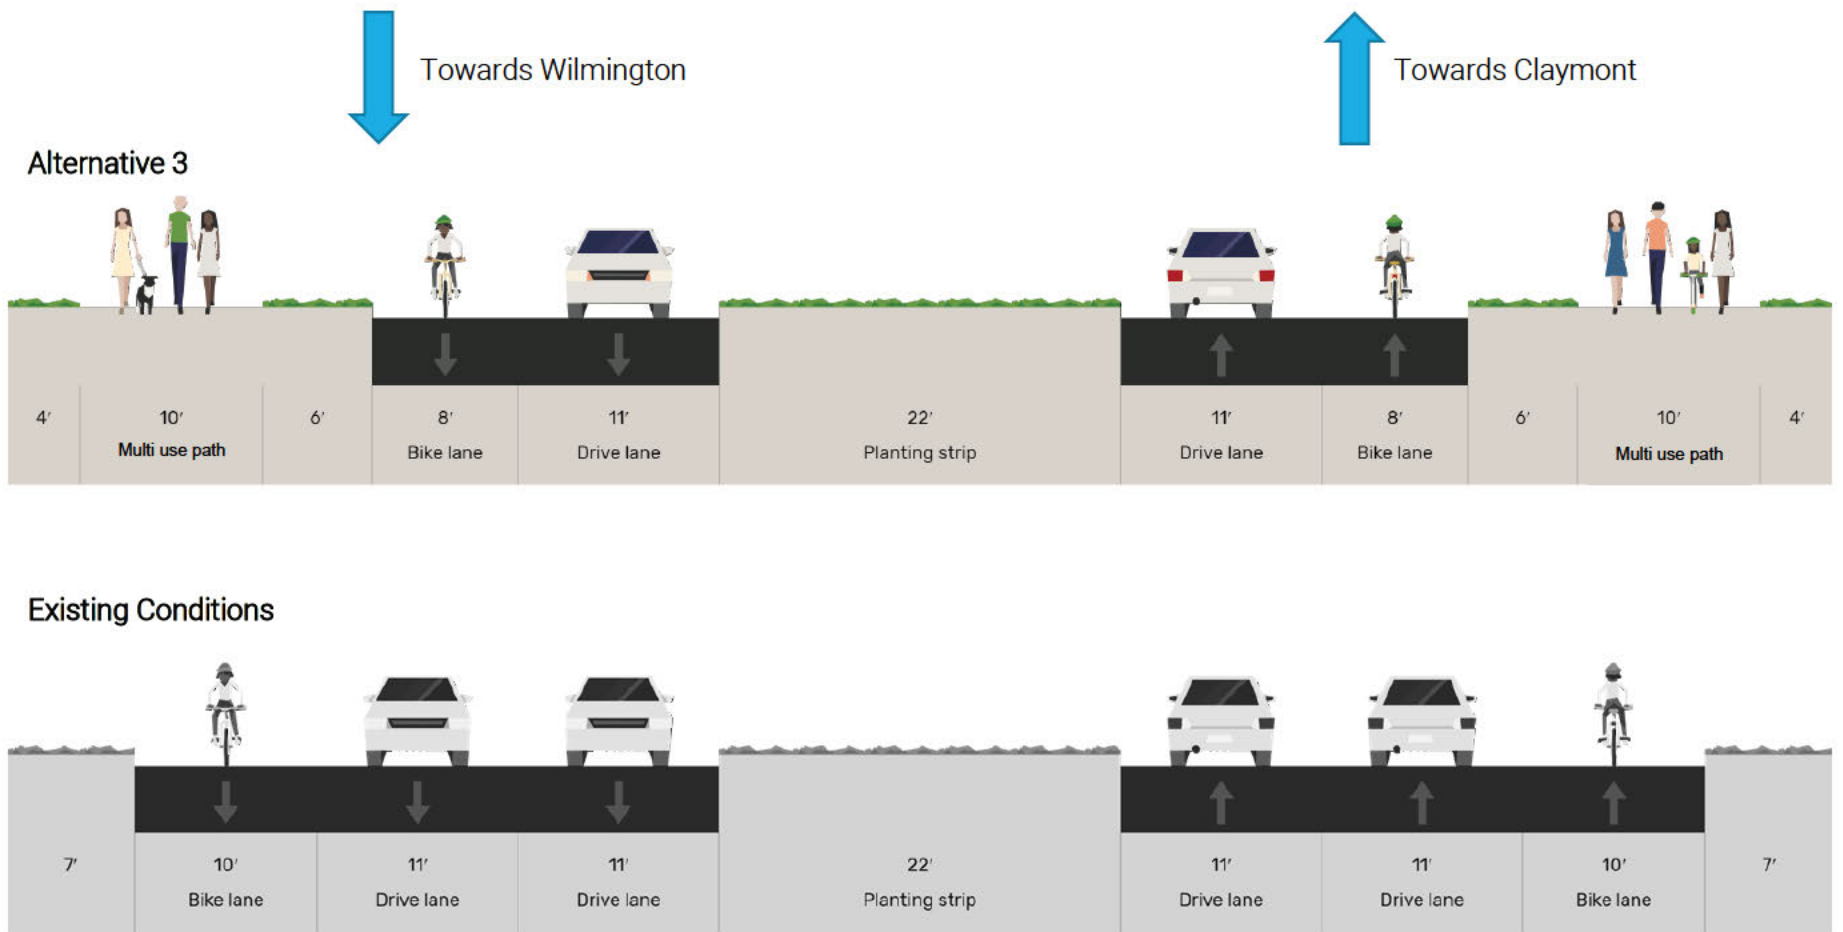 Towards Wilmington
Towards Claymont
Alternative 3
4' 10' 6' 8' 11' 22' 11' 8' 6' 10' 4'
Multi use path Bike lane Drive lane Planting strip Drive lane Bike lane Multi use path
Existing Conditions
7' 10' 11' 11' 22' 11' 11' 10' 7'
Bike lane Drive lane Drive lane Planting strip Drive lane Drive lane Bike lane